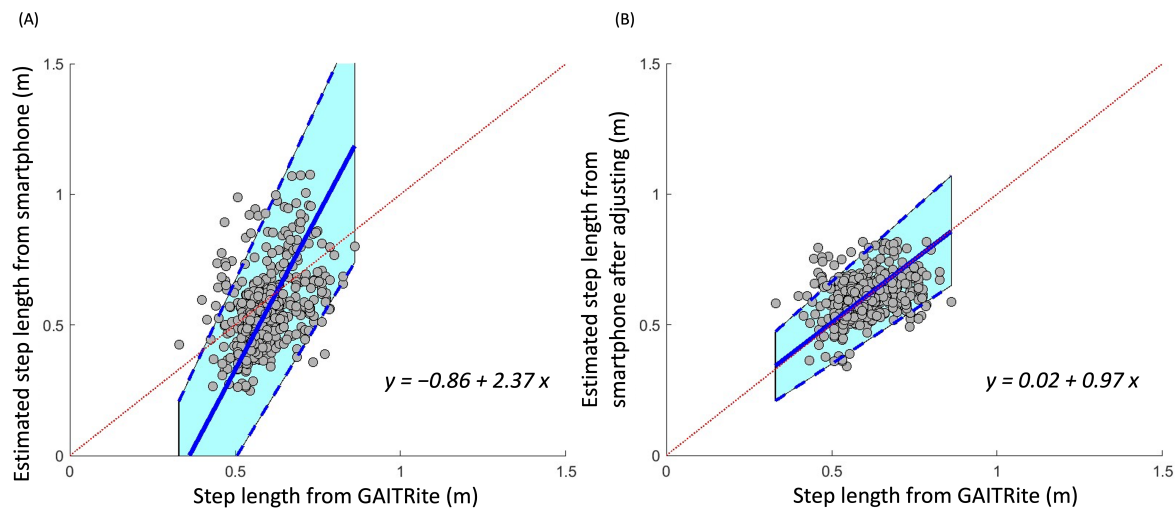 (A)
(B)
Estimated step length from smartphone (m)
1.5
1
0.5
0
0
0.5
1
1.5
y = −0.86 + 2.37 x
Step length from GAITRite (m)
Estimated step length from
smartphone after adjusting (m)
1.5
1
0.5
0
0
0.5
1
1.5
y = 0.02 + 0.97 x
Step length from GAITRite (m)